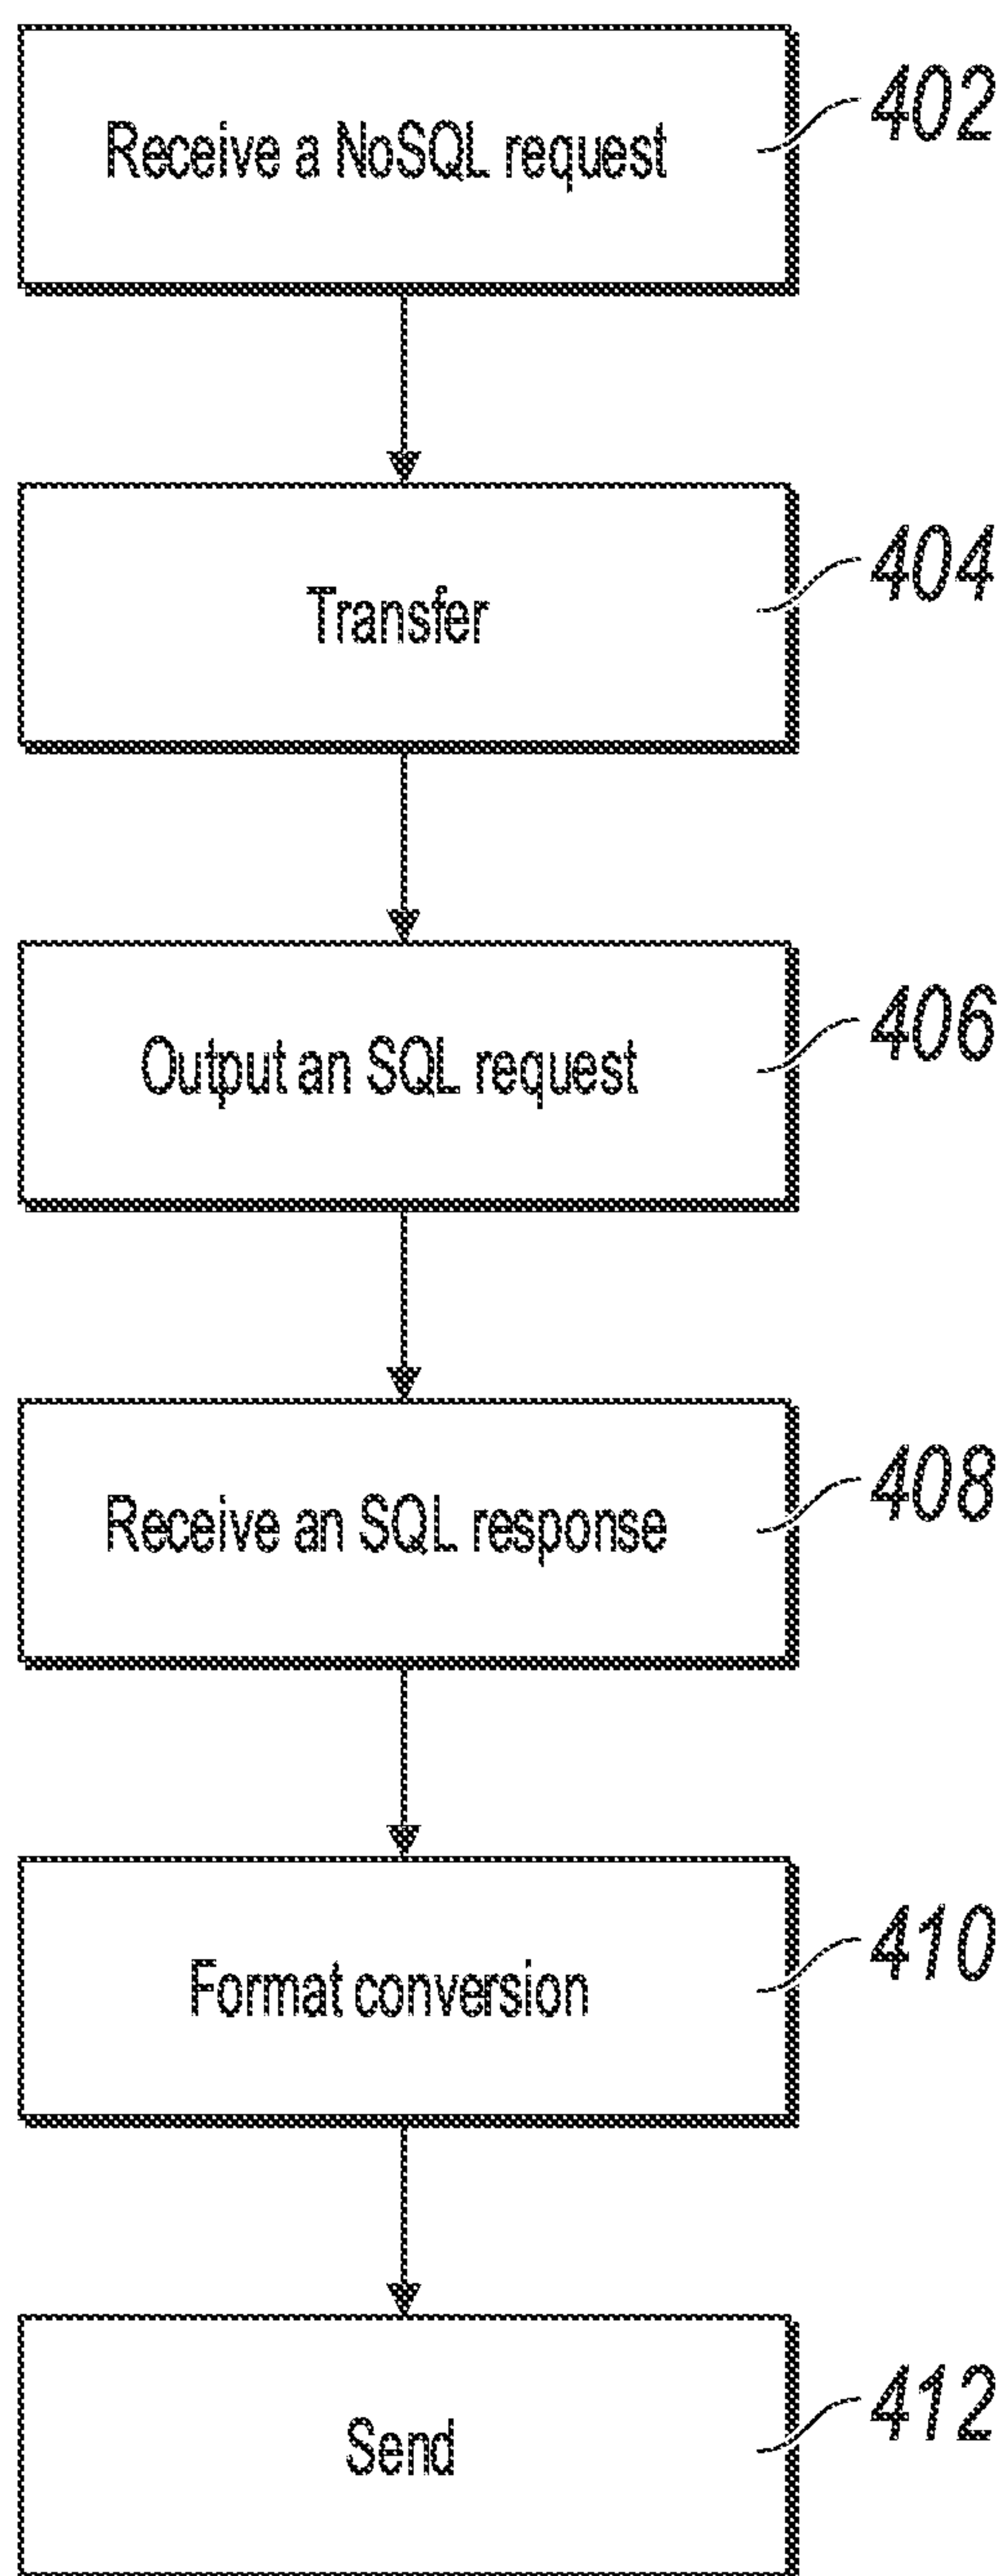 Receive a NoSQL request
402
Transfer
404
Output an SQL request
406
Receive an SQL response
408
Format conversion
410
Send
412